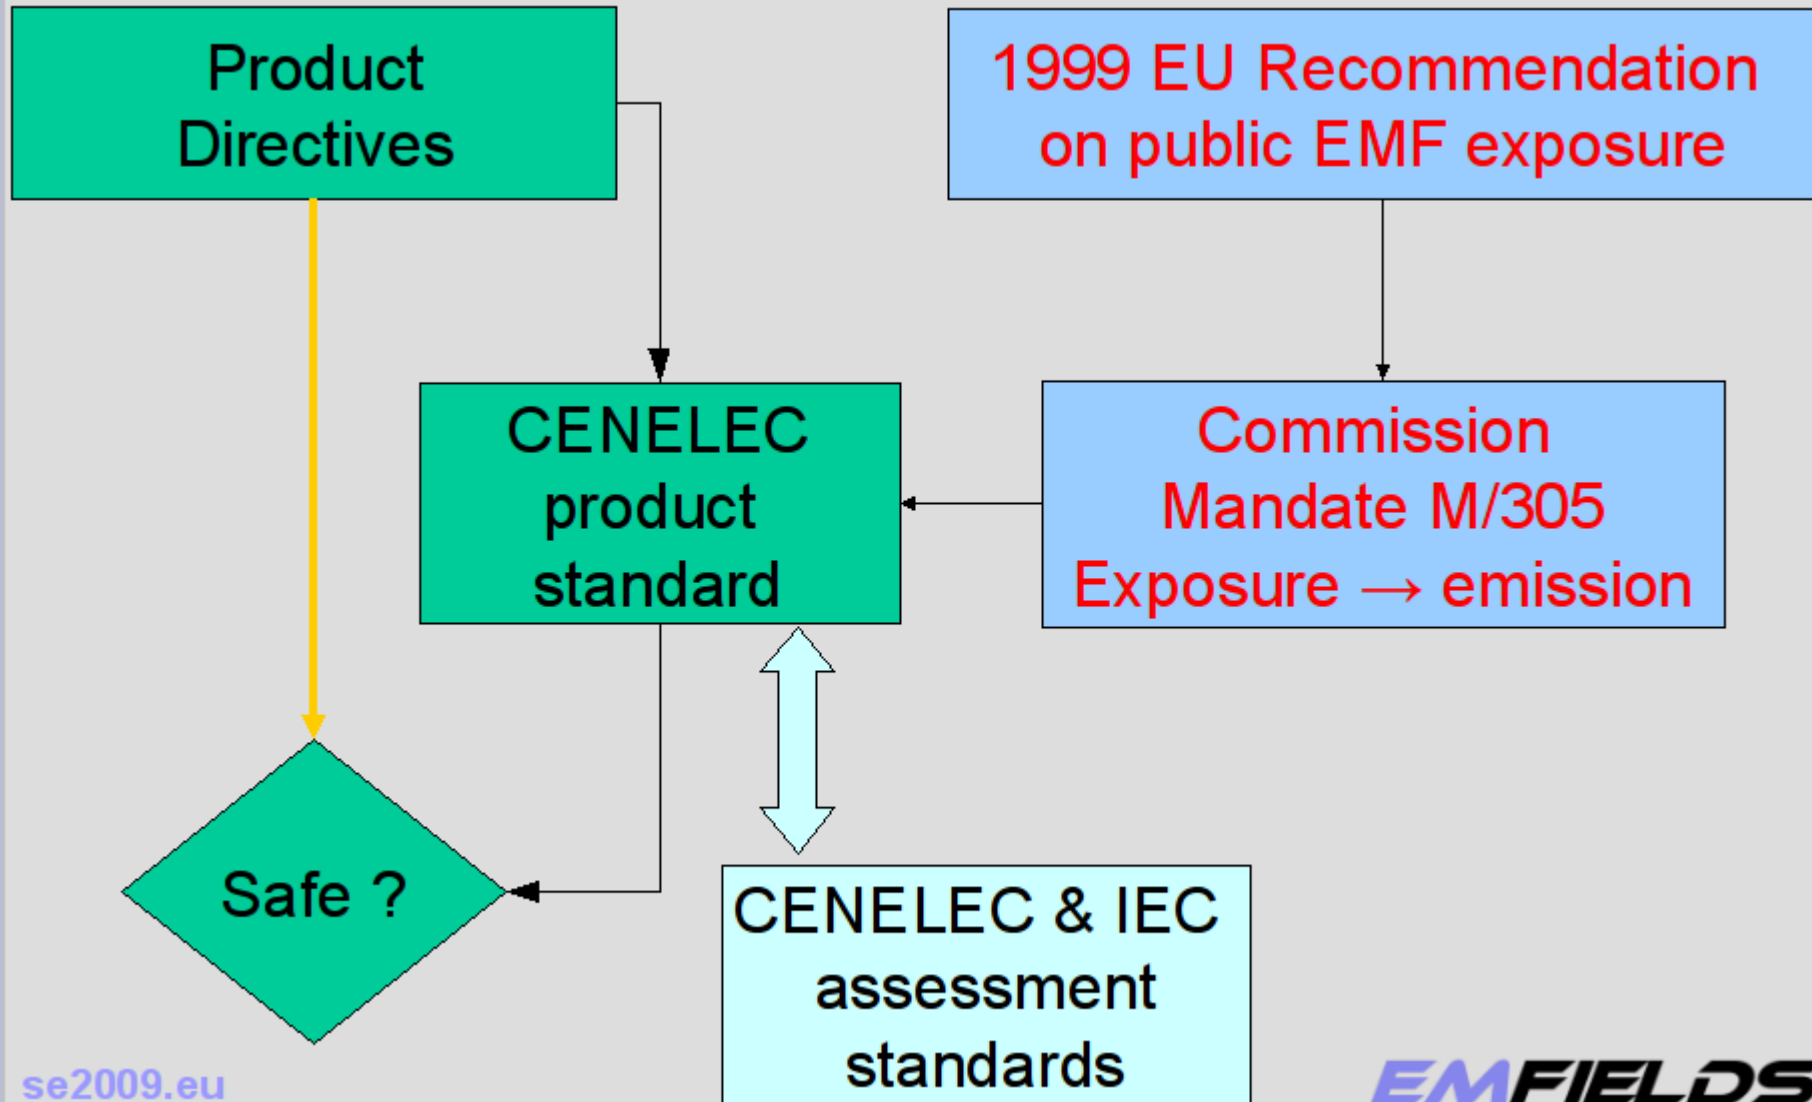 Product
Directives
1999 EU Recommendation
on public EMF exposure
CENELEC
product
standard
Commission
Mandate M/305
Exposure → emission
Safe ?
CENELEC & IEC
assessment
standards
se2009.eu
EMFIELDS